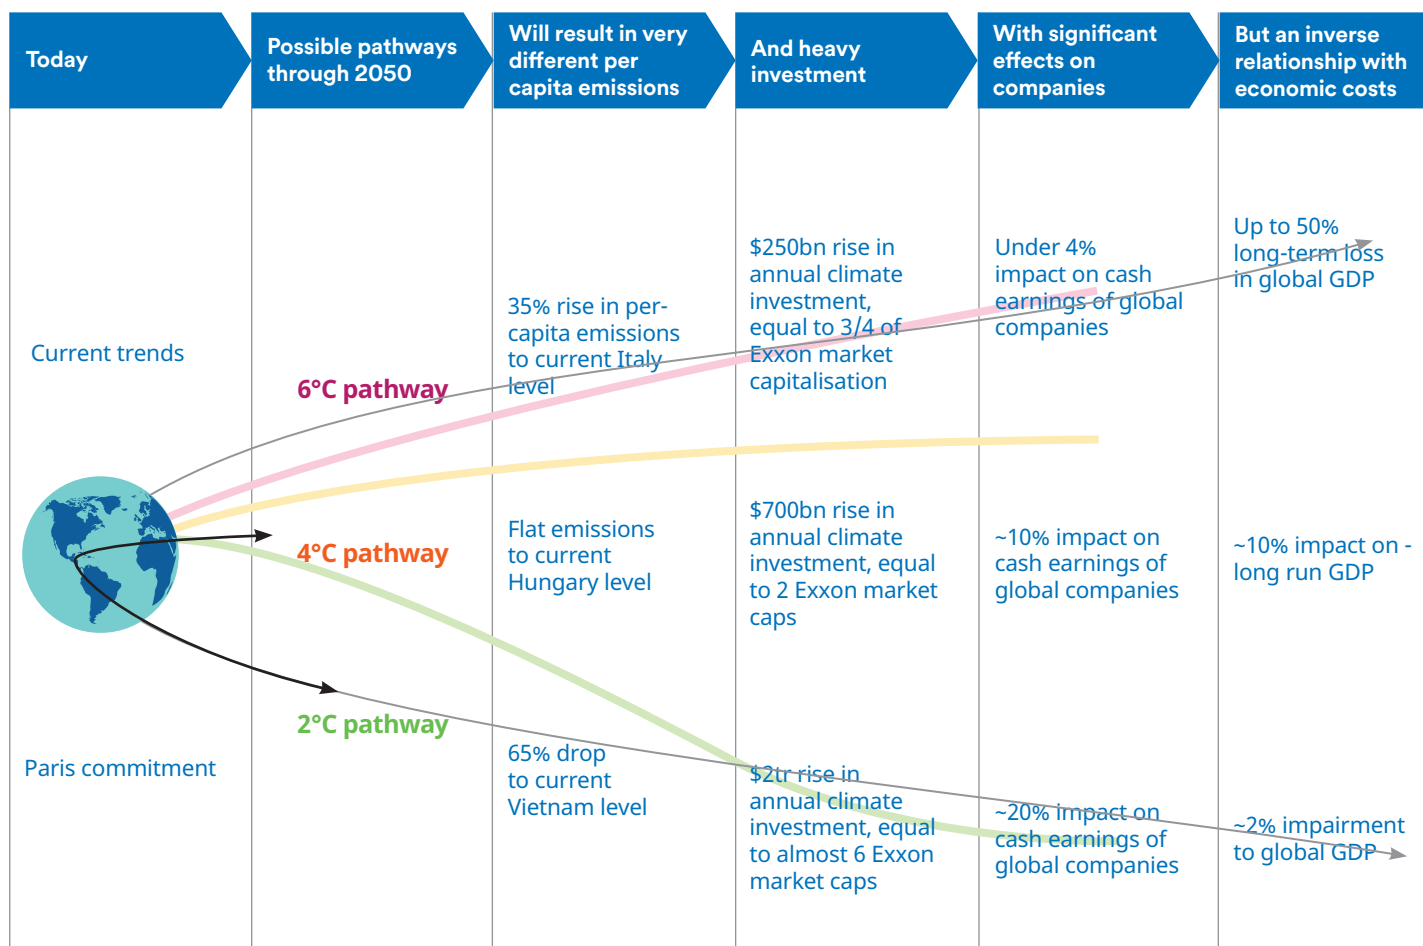 Today
Possible pathways
through 2050
Will result in very
different per
capita emissions
And heavy
investment
With significant
effects on
companies
But an inverse
relationship with
economic costs
Current trends
6°C pathway
35% rise in per-
capita emissions
to current Italy
level
$250bn rise in
annual climate
investment,
equal to 3/4 of
Exxon market
capitalisation
Under 4%
impact on cash
earnings of global
companies
Up to 50%
long-term loss
in global GDP
4°C pathway
Flat emissions
to current
Hungary level
$700bn rise in
annual climate
investment, equal
to 2 Exxon market
caps
~10% impact on
cash earnings of
global companies
~10% impact on -
long run GDP
Paris commitment
2°C pathway
65% drop
to current
Vietnam level
$2tr rise in
annual climate
investment, equal
to almost 6 Exxon
market caps
~20% impact on
cash earnings of
global companies
~2% impairment
to global GDP